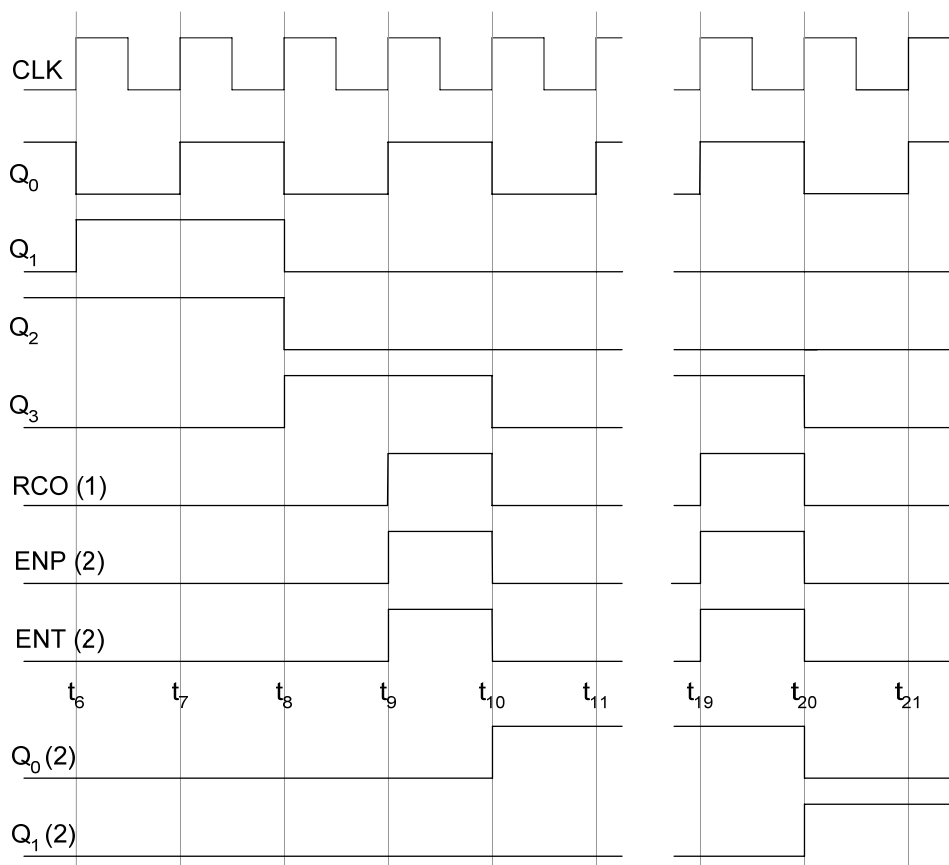 CLK
Q0
Q1
Q2
Q3
RCO (1)
ENP (2)
ENT (2)
t6 t7 t8 t9 t10 t11 t19 t20 t21
Q0 (2)
Q1 (2)